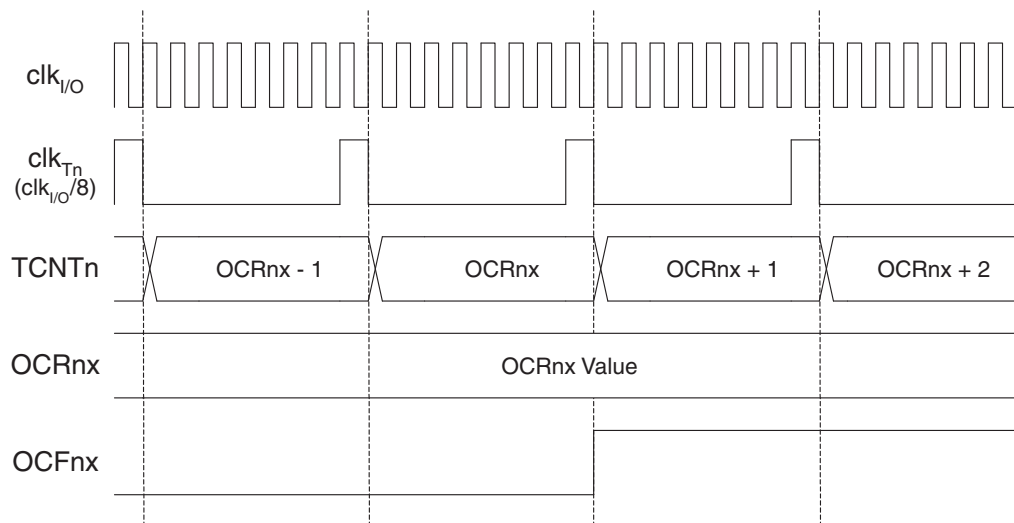 clkI/O
clkTn
(clkI/O/8)
TCNTn OCRnx - 1 OCRnx OCRnx + 1 OCRnx + 2
OCRnx OCRnx Value
OCFnx